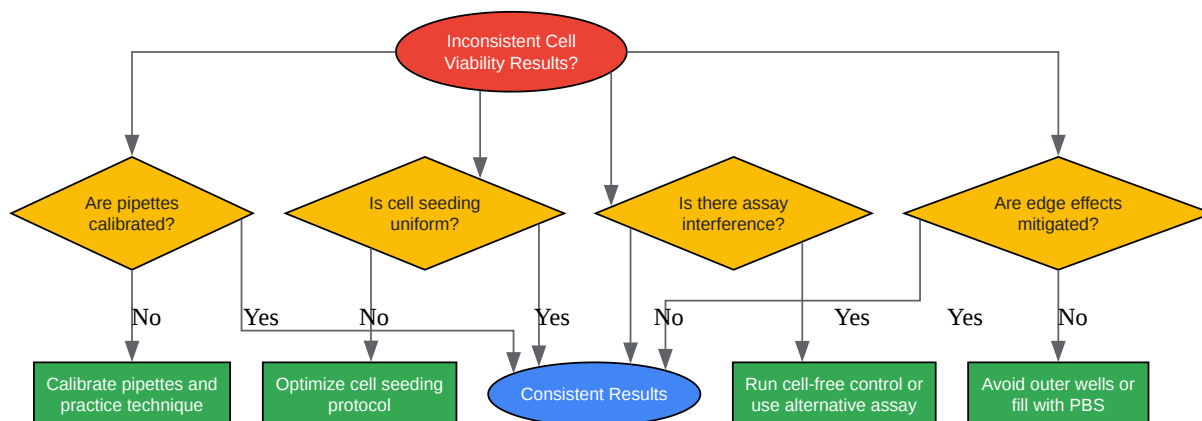 Inconsistent Cell
Viability Results?
Are pipettes
calibrated?
Is cell seeding
uniform?
Is there assay
interference?
Are edge effects
mitigated?
No
Yes
No
Yes
No
Yes
Yes
No
Calibrate pipettes and
practice technique
Optimize cell seeding
protocol
Consistent Results
Run cell-free control or
use alternative assay
Avoid outer wells or
fill with PBS